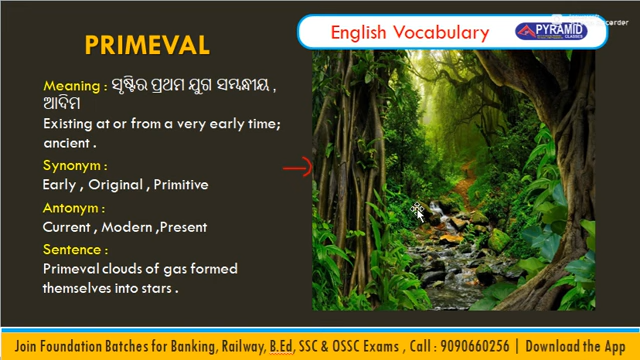 English Vocabulary
PYRAMID
CLASSES
PRIMEVAL
Meaning : ସୃଷ୍ଟିର ପ୍ରଥମ ଯୁଗ ସମ୍ବନ୍ଧୀୟ ,
ଆଦିମ
Existing at or from a very early time;
ancient .
Synonym :
Early , Original , Primitive
Antonym :
Current , Modern ,Present
Sentence :
Primeval clouds of gas formed
themselves into stars .
Join Foundation Batches for Banking, Railway, B.Ed, SSC & OSSC Exams , Call : 9090660256 | Download the App